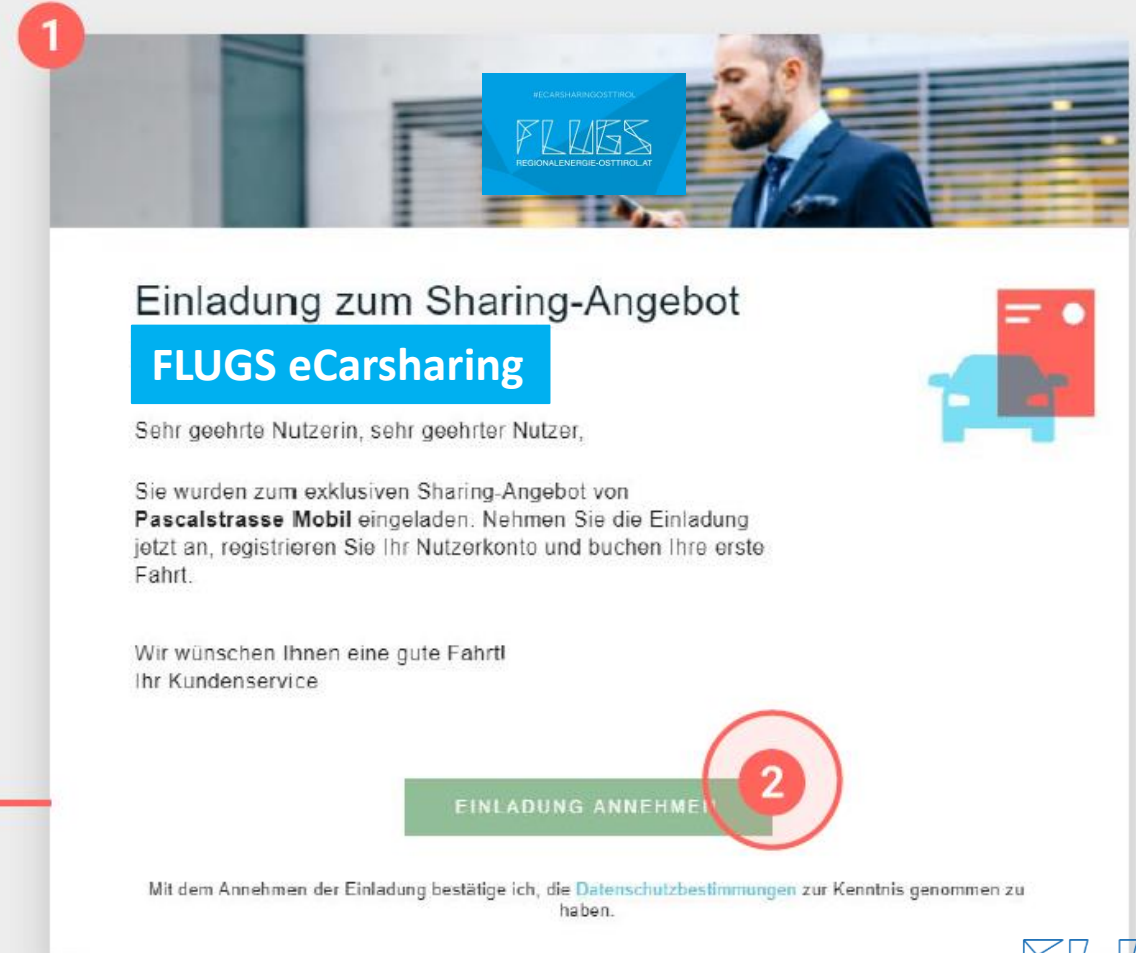 1
#ECARSHARINGOSTTIROL
FLUGS
REGIONALENERGIE-OSTTIROL.AT
Einladung zum Sharing-Angebot
FLUGS eCarsharing
Sehr geehrte Nutzerin, sehr geehrter Nutzer,
Sie wurden zum exklusiven Sharing-Angebot von
Pascalstrasse Mobil eingeladen. Nehmen Sie die Einladung
jetzt an, registrieren Sie Ihr Nutzerkonto und buchen Ihre erste
Fahrt.
Wir wünschen Ihnen eine gute Fahrt!
Ihr Kundenservice
EINLADUNG ANNEHMEN
2
Mit dem Annehmen der Einladung bestätige ich, die Datenschutzbestimmungen zur Kenntnis genommen zu
haben.